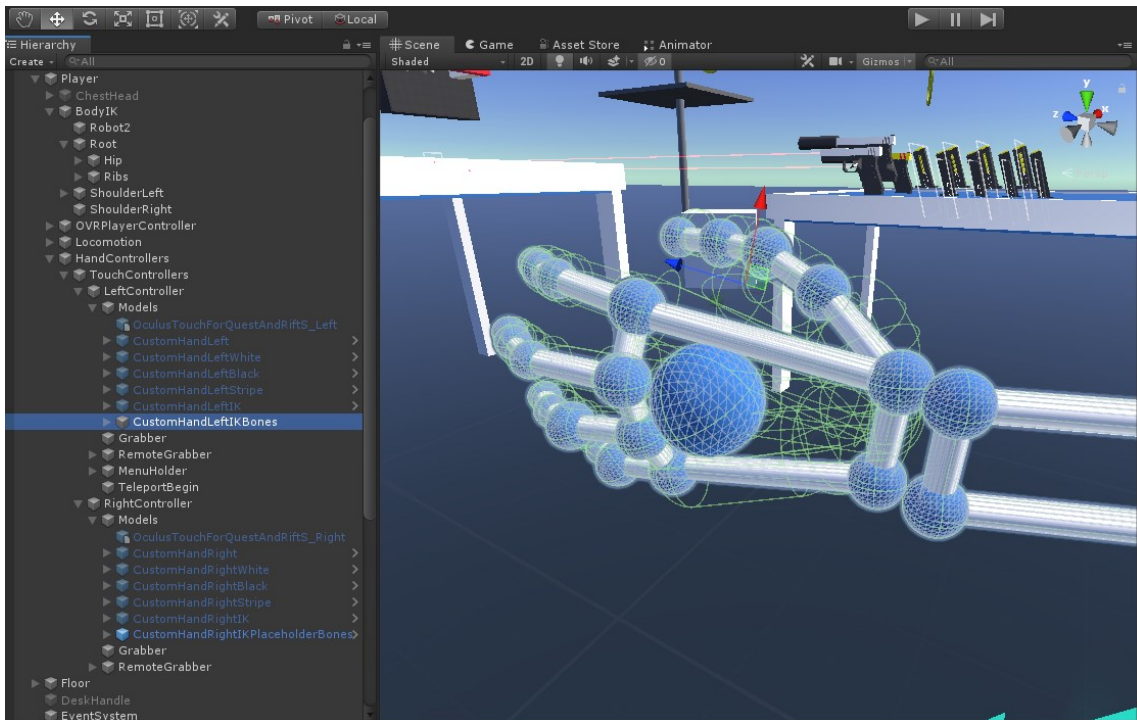 Pivot Local
Hierarchy
Create All
Player
ChestHead
BodyIK
Robot2
Root
Hip
Ribs
ShoulderLeft
ShoulderRight
OVRPlayerController
Locomotion
HandControllers
TouchControllers
LeftController
Models
OculusTouchForQuestAndRiftS_Left
CustomHandLeft
CustomHandLeftWhite
CustomHandLeftBlack
CustomHandLeftStripe
CustomHandLeftIK
CustomHandLeftIKBones
Grabber
RemoteGrabber
MenuHolder
TeleportBegin
RightController
Models
OculusTouchForQuestAndRiftS_Right
CustomHandRight
CustomHandRightWhite
CustomHandRightBlack
CustomHandRightStripe
CustomHandRightIK
CustomHandRightIKPlaceholderBones
Grabber
RemoteGrabber
Floor
DeskHandle
EventSystem
Scene Game Asset Store Animator
Shaded 2D 0 Gizmos All
y
z x